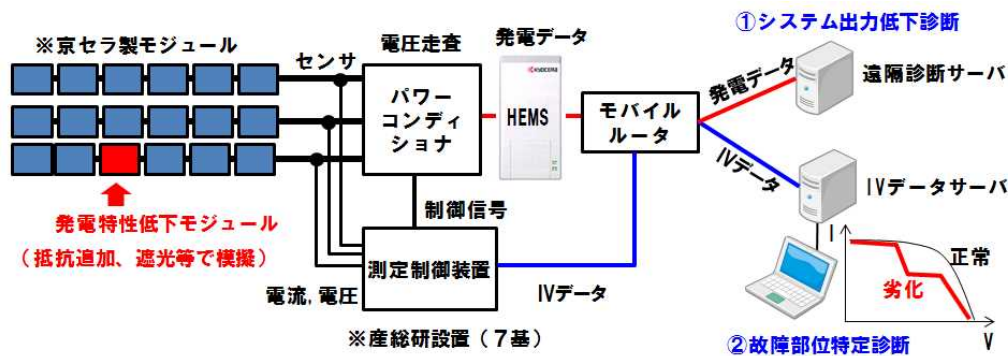 ①システム出力低下診断
※京セラ製モジュール
センサ
電圧走査
発電データ
パワー
コンディ
ショナ
KYOCERA
HEMS
モバイル
ルータ
発電データ
遠隔診断サーバ
IVデータ
IVデータサーバ
発電特性低下モジュール
(抵抗追加、遮光等で模擬)
制御信号
測定制御装置
電流,電圧
IVデータ
※産総研設置(7基)
I
正常
劣化
V
②故障部位特定診断